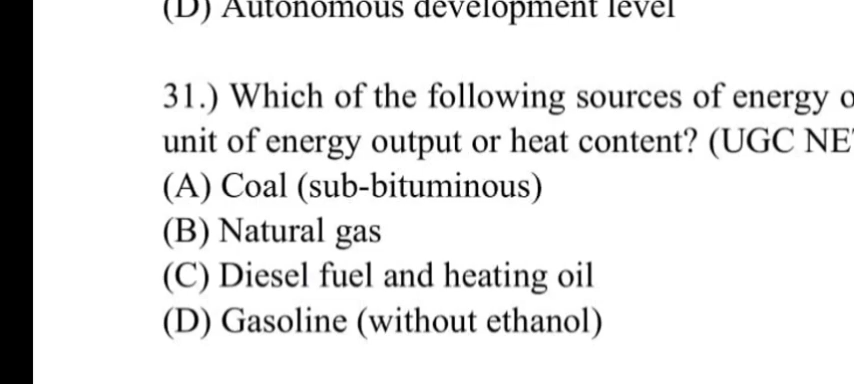 (D) Autonomous development level
31.) Which of the following sources of energy
unit of energy output or heat content? (UGC NE
(A) Coal (sub-bituminous)
(B) Natural gas
(C) Diesel fuel and heating oil
(D) Gasoline (without ethanol)